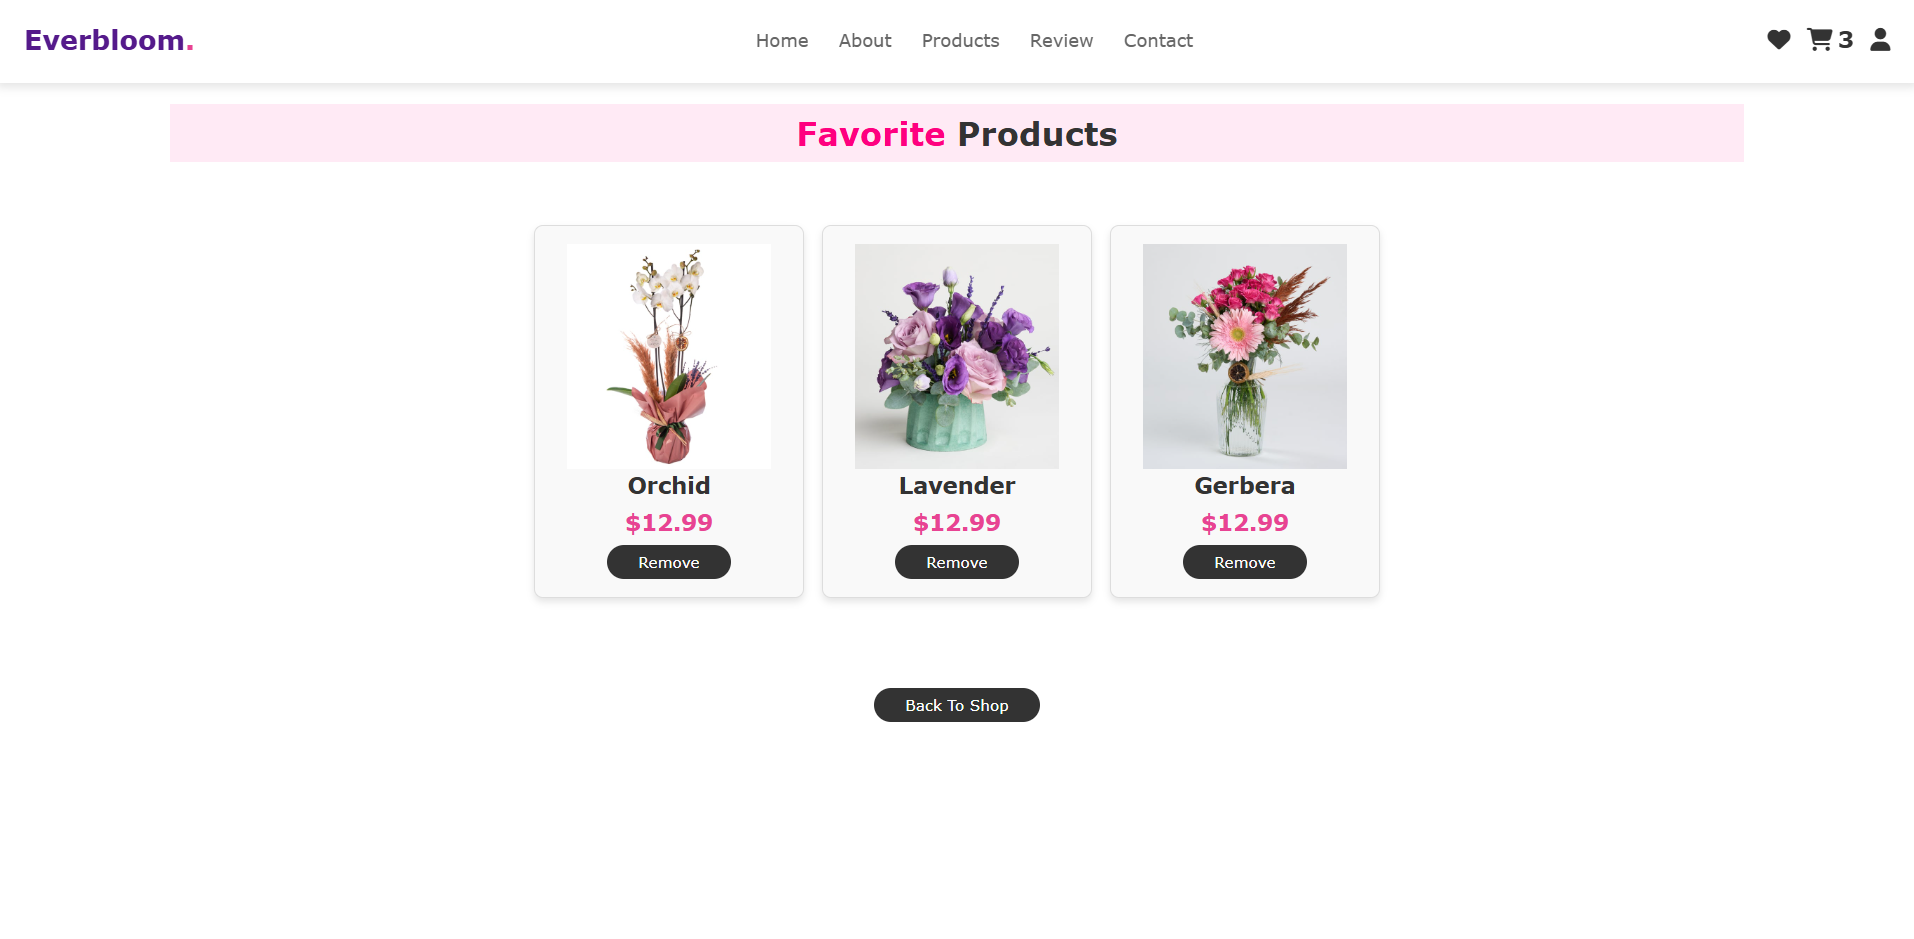 Everbloom.
Home About Products Review Contact
3
Favorite Products
Orchid
$12.99
Remove
Lavender
$12.99
Remove
Gerbera
$12.99
Remove
Back To Shop